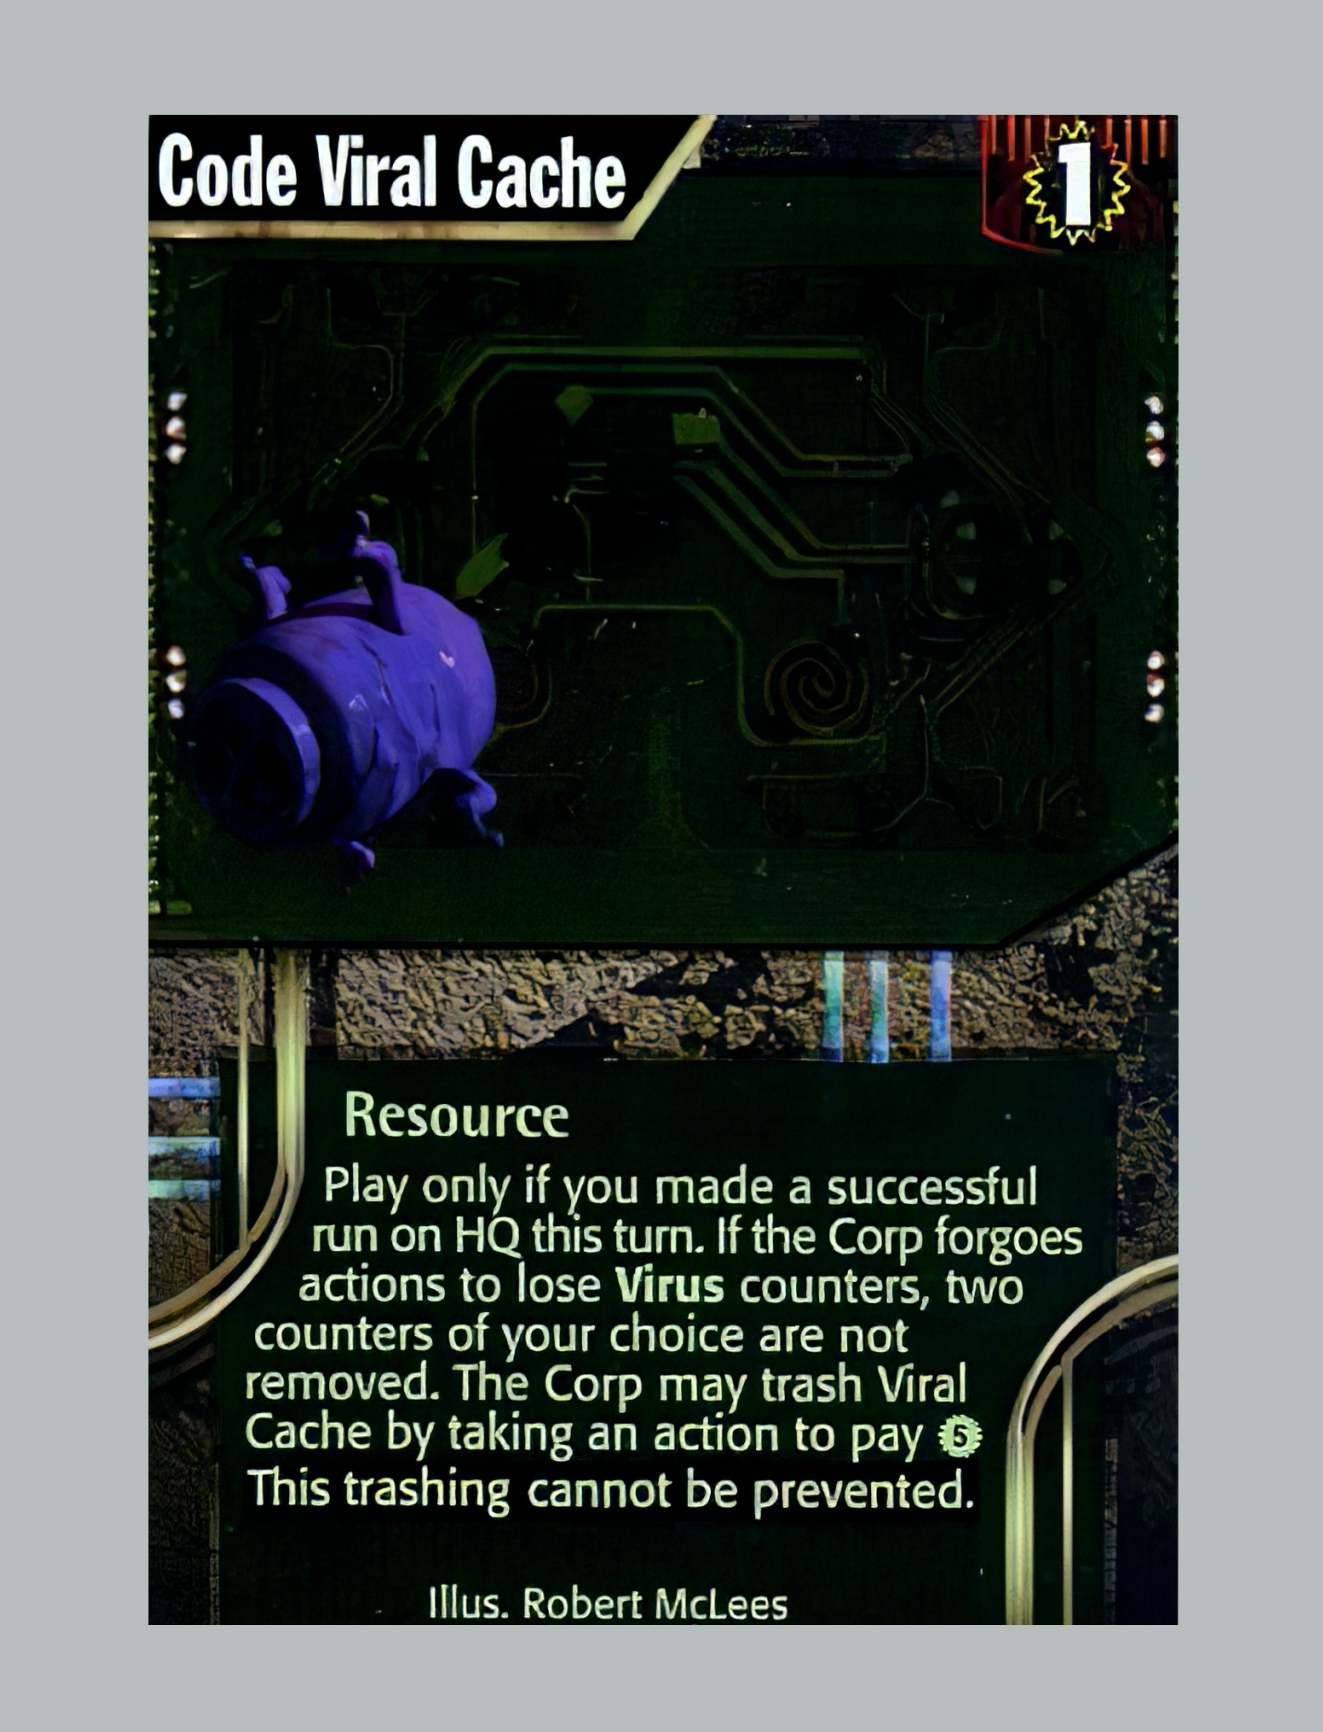 Code Viral Cache
1
Resource
Play only if you made a successful
run on HQ this turn. If the Corp forgoes
actions to lose Virus counters, two
counters of your choice are not
removed. The Corp may trash Viral
Cache by taking an action to pay 5
This trashing cannot be prevented.
Illus. Robert McLees